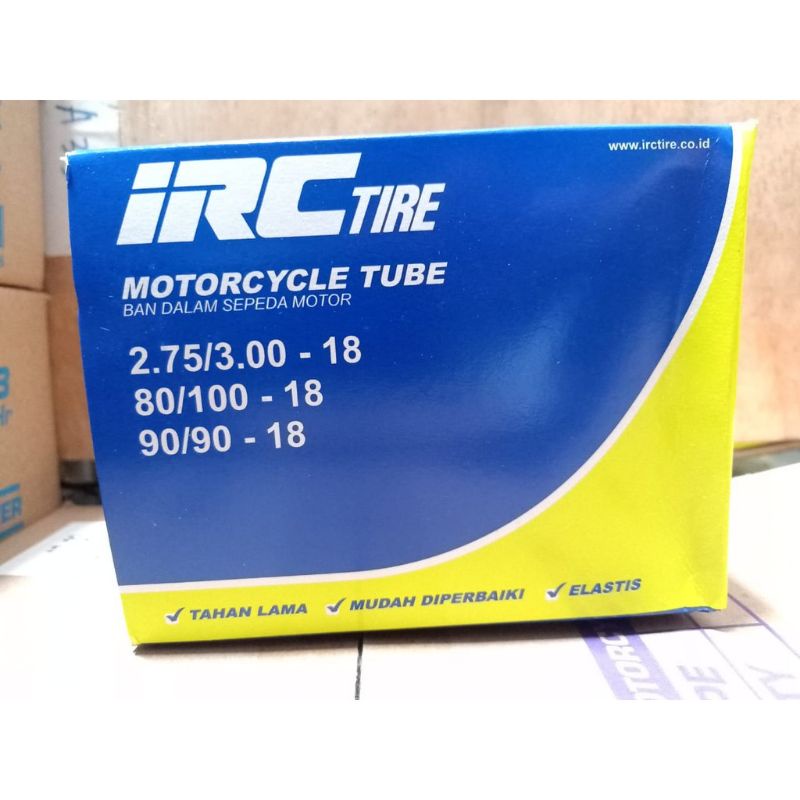 www.irctire.co.id
iRC TIRE
MOTORCYCLE TUBE
BAN DALAM SEPEDA MOTOR
2.75/3.00 - 18
80/100 - 18
90/90 - 18
✓ TAHAN LAMA ✓ MUDAH DIPERBAIKI ✓ ELASTIS